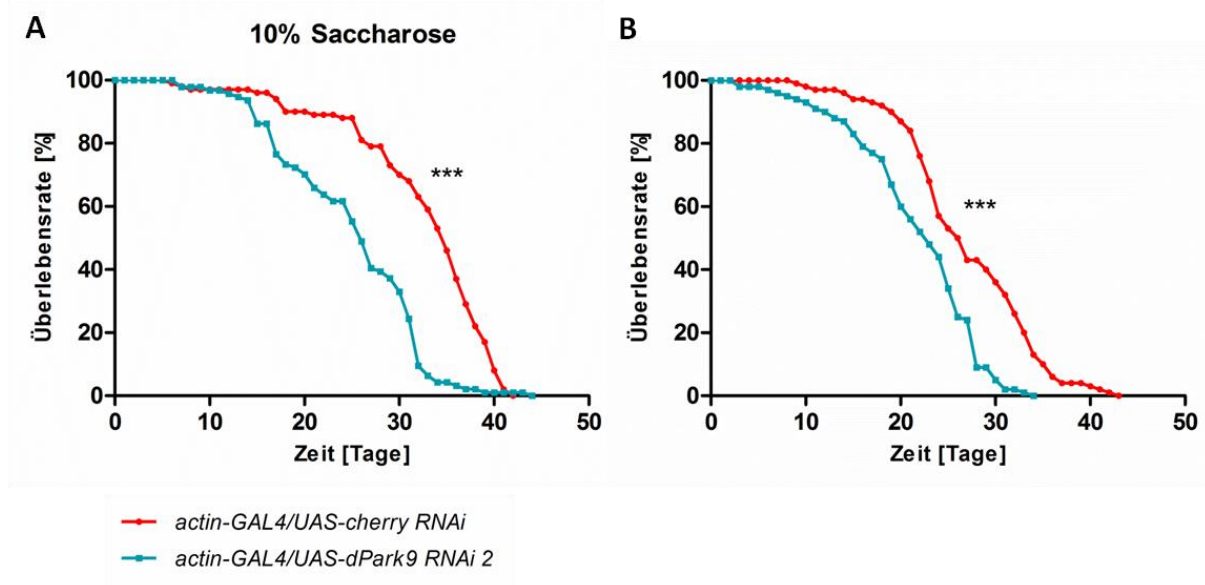 A
10% Saccharose
Überlebensrate [%]
100
80
60
40
20
0
***
0 10 20 30 40 50
Zeit [Tage]
B
Überlebensrate [%]
100
80
60
40
20
0
***
0 10 20 30 40 50
Zeit [Tage]
actin-GAL4/UAS-cherry RNAi
actin-GAL4/UAS-dPark9 RNAi 2